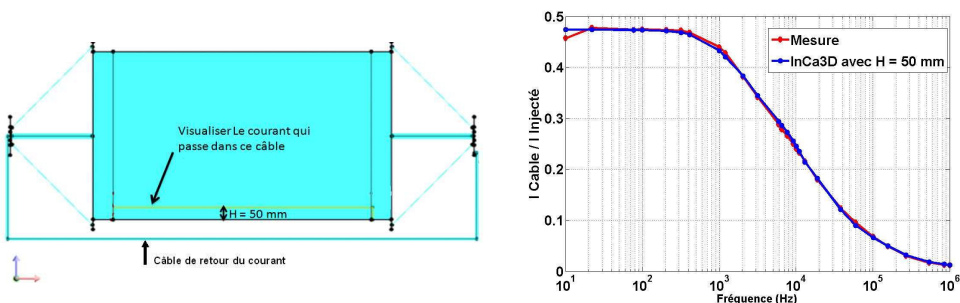 Visualiser Le courant qui
passe dans ce câble
H = 50 mm
Câble de retour du courant
I Cable / I Injecté
0.5
0.4
0.3
0.2
0.1
0
Mesure
InCa3D avec H = 50 mm
10^1
10^2
10^3
10^4
10^5
10^6
Fréquence (Hz)